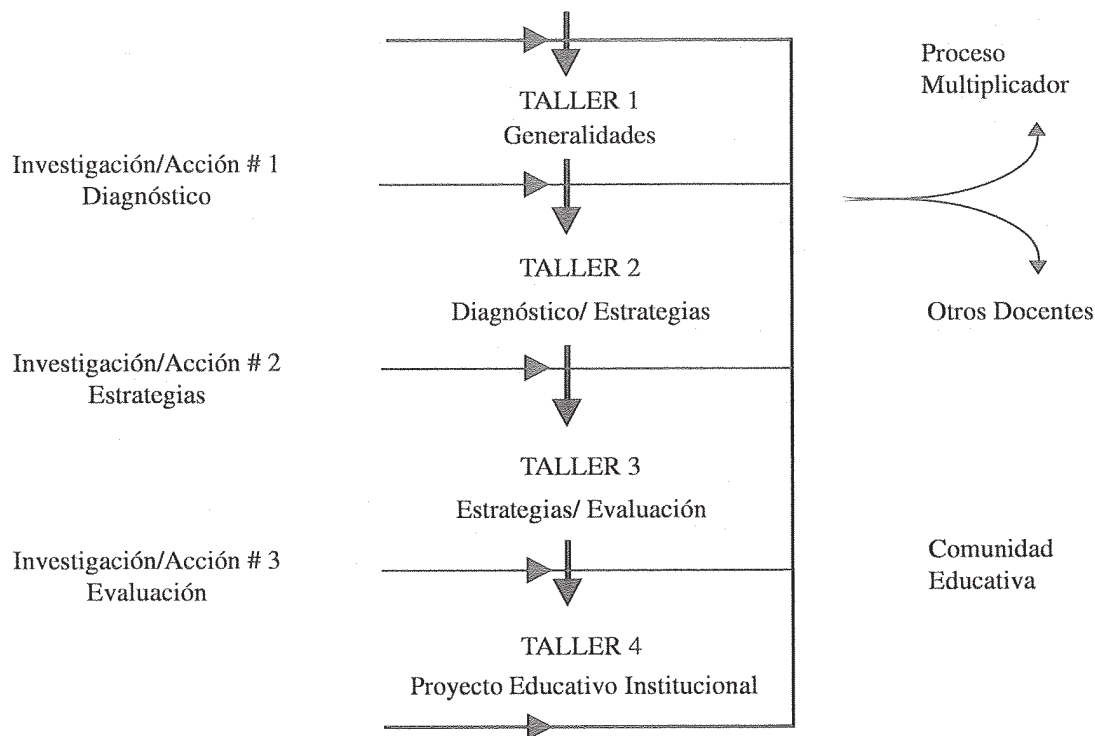 Proceso
Multiplicador
TALLER 1
Generalidades
Investigación/Acción # 1
Diagnóstico
TALLER 2
Diagnóstico/ Estrategias
Otros Docentes
Investigación/Acción # 2
Estrategias
TALLER 3
Estrategias/ Evaluación
Investigación/Acción # 3
Evaluación
Comunidad
Educativa
TALLER 4
Proyecto Educativo Institucional